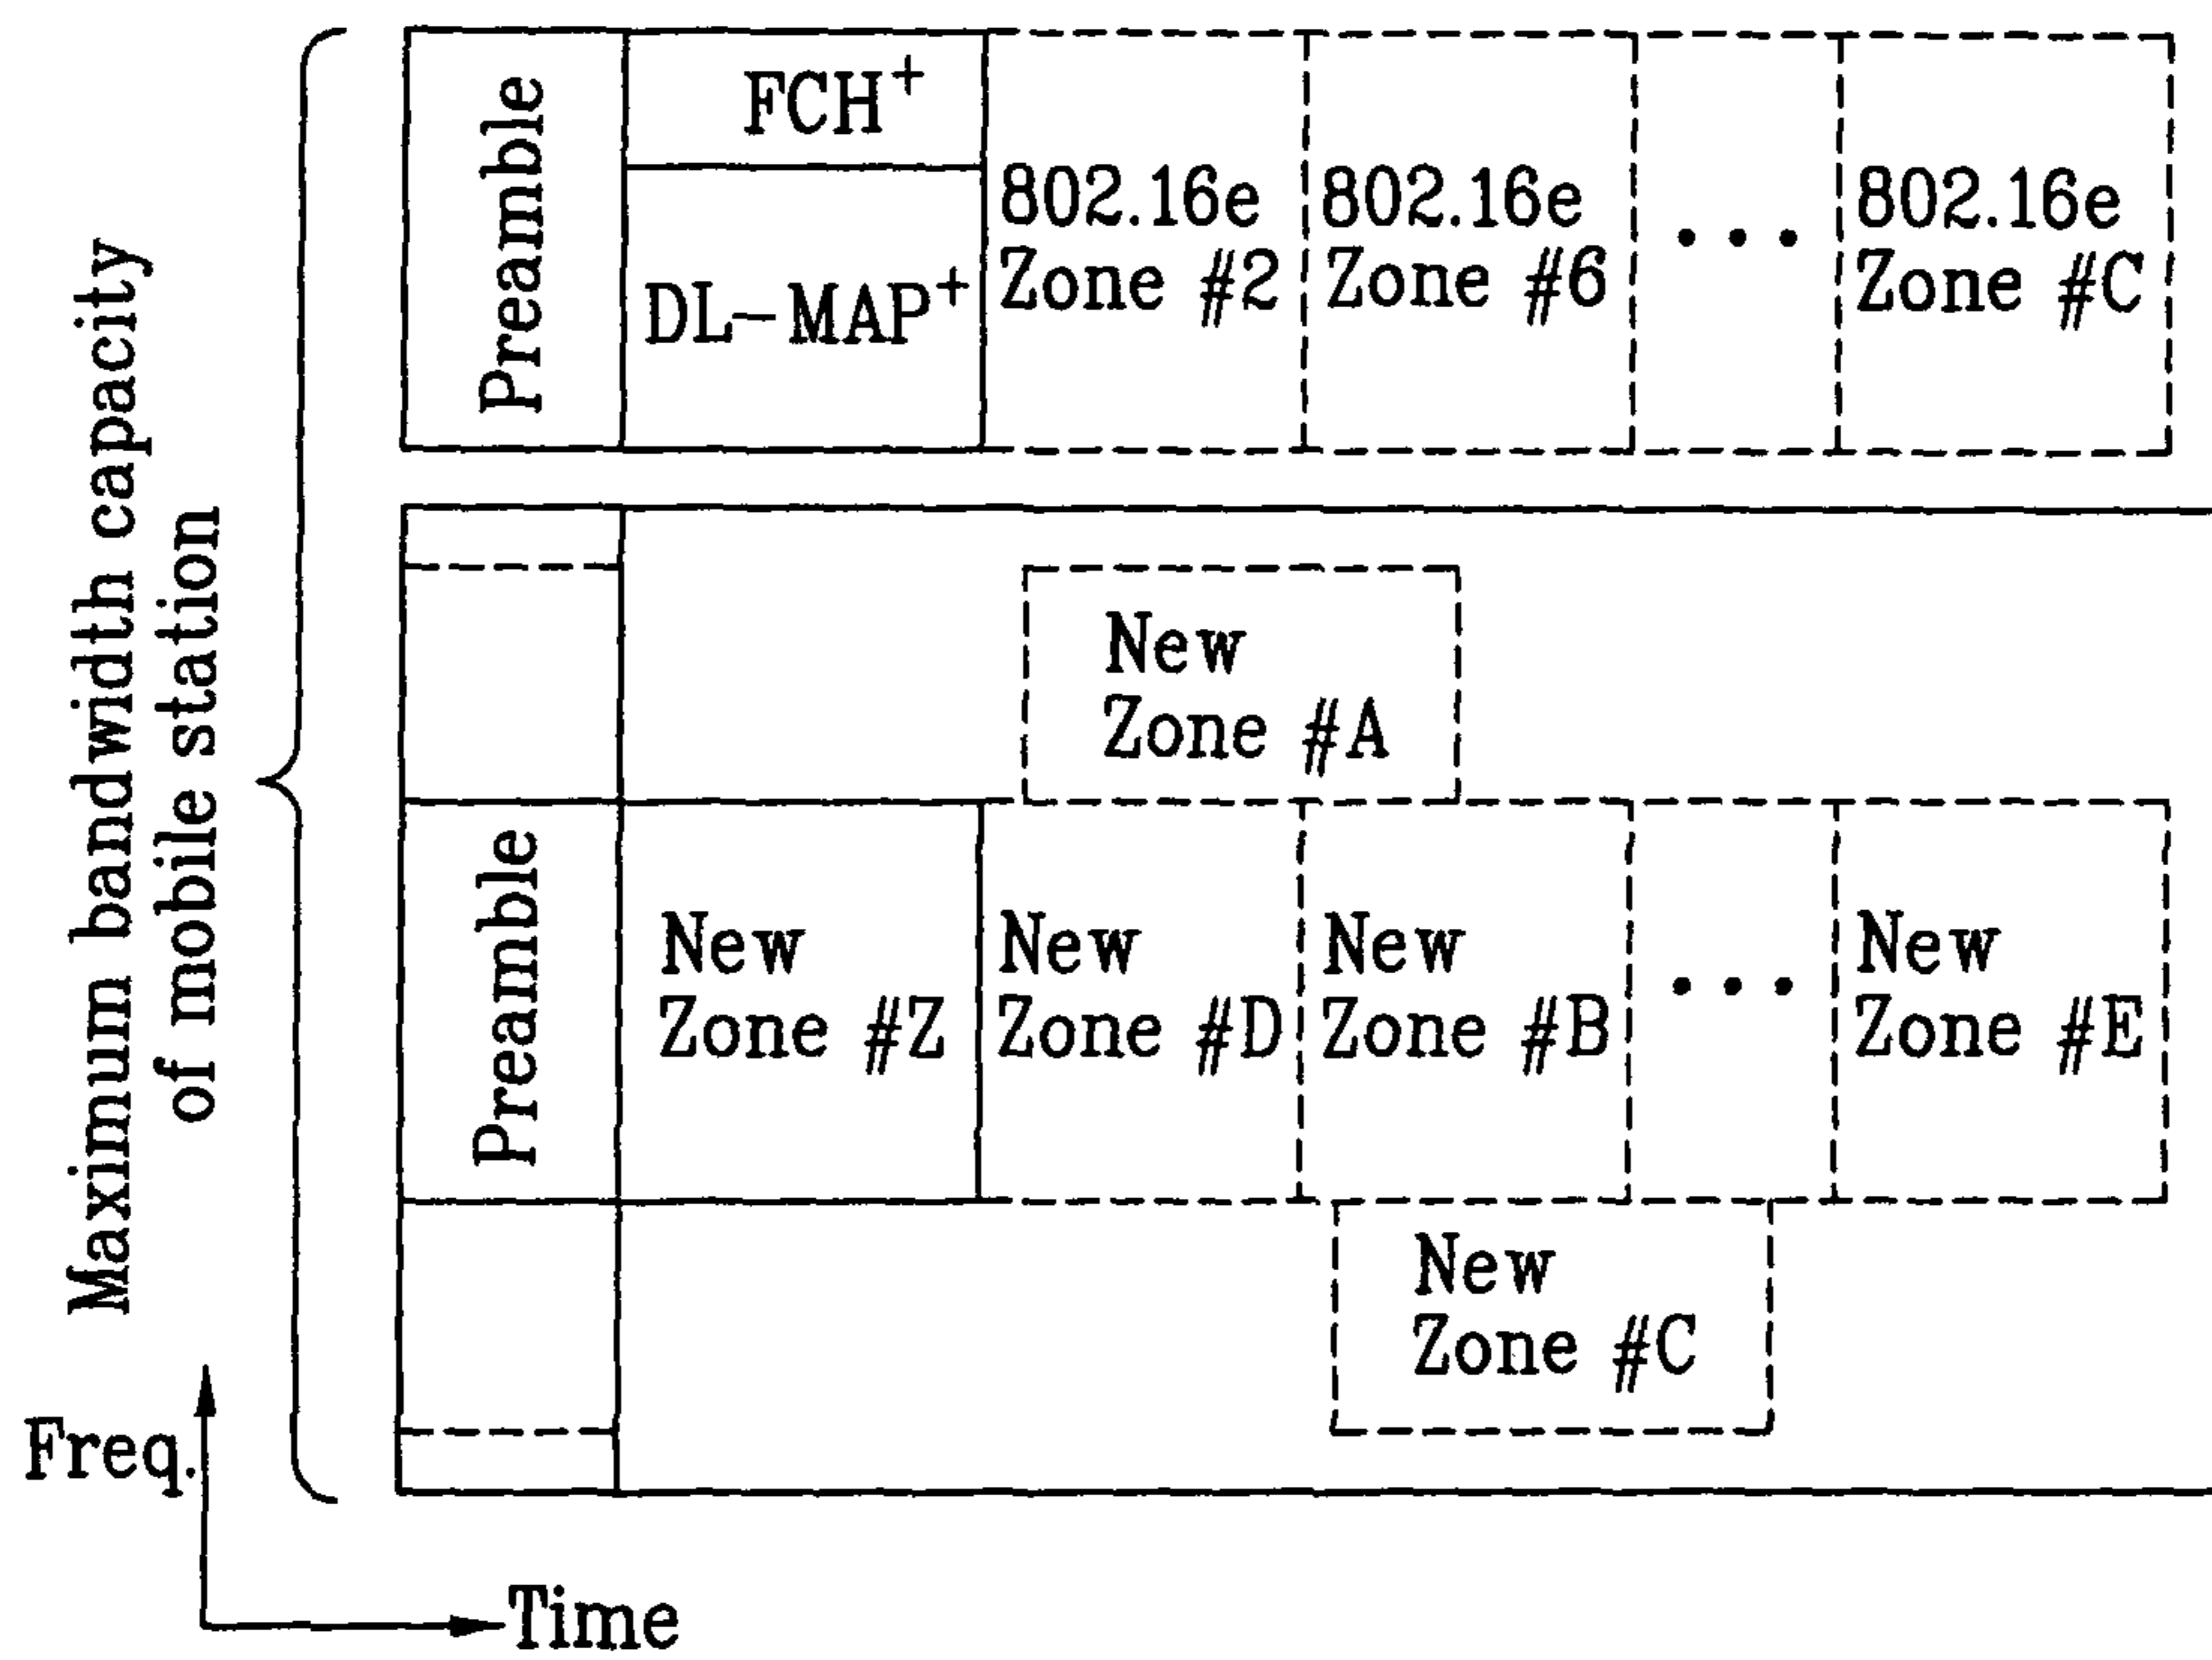 Maximum bandwidth capacity
of mobile station
Preamble
FCH+
DL-MAP+
802.16e
Zone #2
802.16e
Zone #6
...
802.16e
Zone #C
New
Zone #A
Preamble
New
Zone #Z
New
Zone #D
New
Zone #B
...
New
Zone #E
New
Zone #C
Freq.
Time